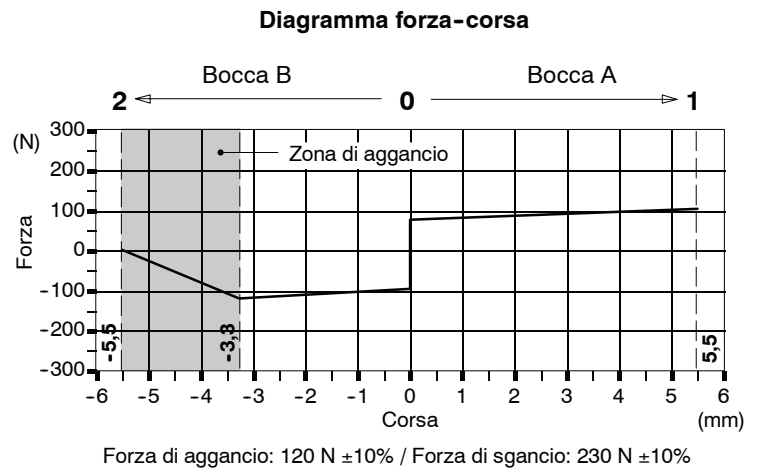 Diagramma forza-corsa
Bocca B
Bocca A
2
0
1
(N)
300
200
100
0
-100
-200
-300
Forza
Zona di aggancio
-5,5
-3,3
5,5
-6 -5 -4 -3 -2 -1 0 1 2 3 4 5 6
Corsa
(mm)
Forza di aggancio: 120 N ±10% / Forza di sgancio: 230 N ±10%